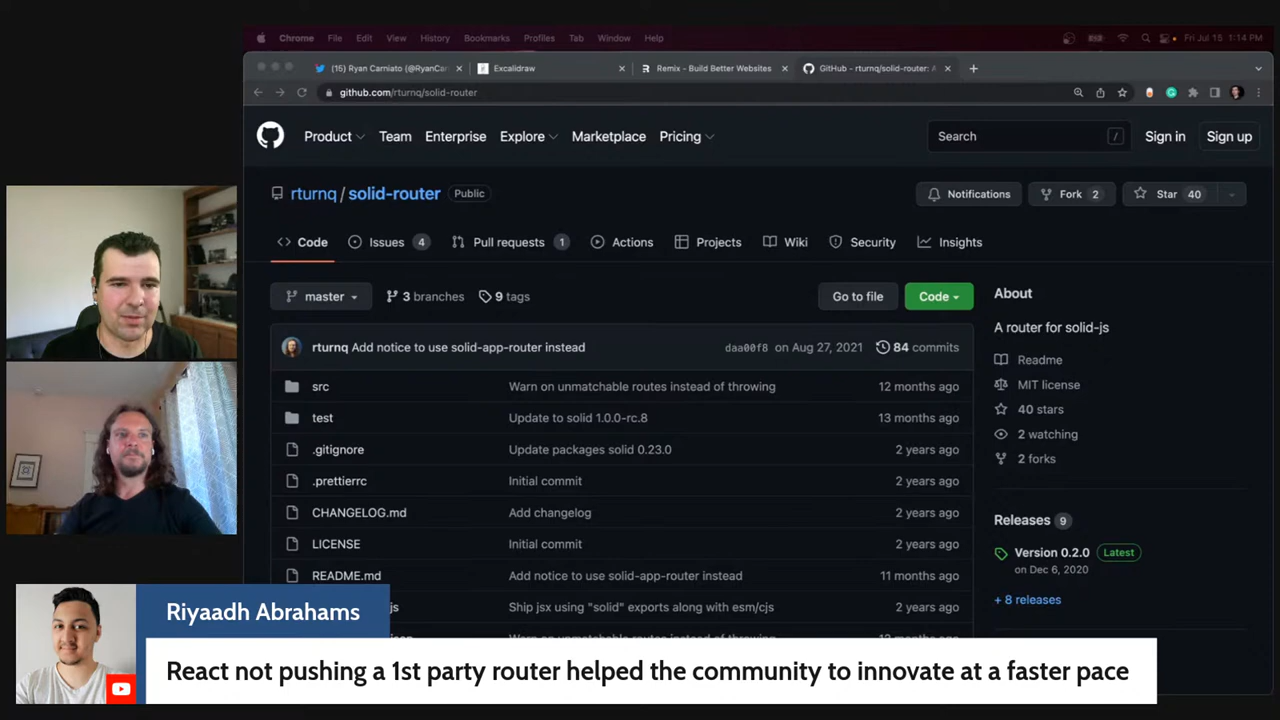 Chrome File Edit View History Bookmarks Profiles Tab Window Help Fri Jul 15 1:14 PM
(15) Ryan Carniato (@RyanCar Excalidraw Remix - Build Better Websites GitHub - rturnq/solid-router: A
github.com/rturnq/solid-router
Product Team Enterprise Explore Marketplace Pricing Search / Sign in Sign up
rturnq / solid-router Public Notifications Fork 2 Star 40
Code Issues 4 Pull requests 1 Actions Projects Wiki Security Insights
master 3 branches 9 tags Go to file Code
rturnq Add notice to use solid-app-router instead daa00f8 on Aug 27, 2021 84 commits
src Warn on unmatchable routes instead of throwing 12 months ago
test Update to solid 1.0.0-rc.8 13 months ago
.gitignore Update packages solid 0.23.0 2 years ago
.prettierrc Initial commit 2 years ago
CHANGELOG.md Add changelog 2 years ago
LICENSE Initial commit 2 years ago
README.md Add notice to use solid-app-router instead 11 months ago
js Ship jsx using "solid" exports along with esm/cjs 2 years ago
12 months ago
About
A router for solid-js
Readme
MIT license
40 stars
2 watching
2 forks
Releases 9
Version 0.2.0 Latest
on Dec 6, 2020
+ 8 releases
Riyaadh Abrahams
React not pushing a 1st party router helped the community to innovate at a faster pace